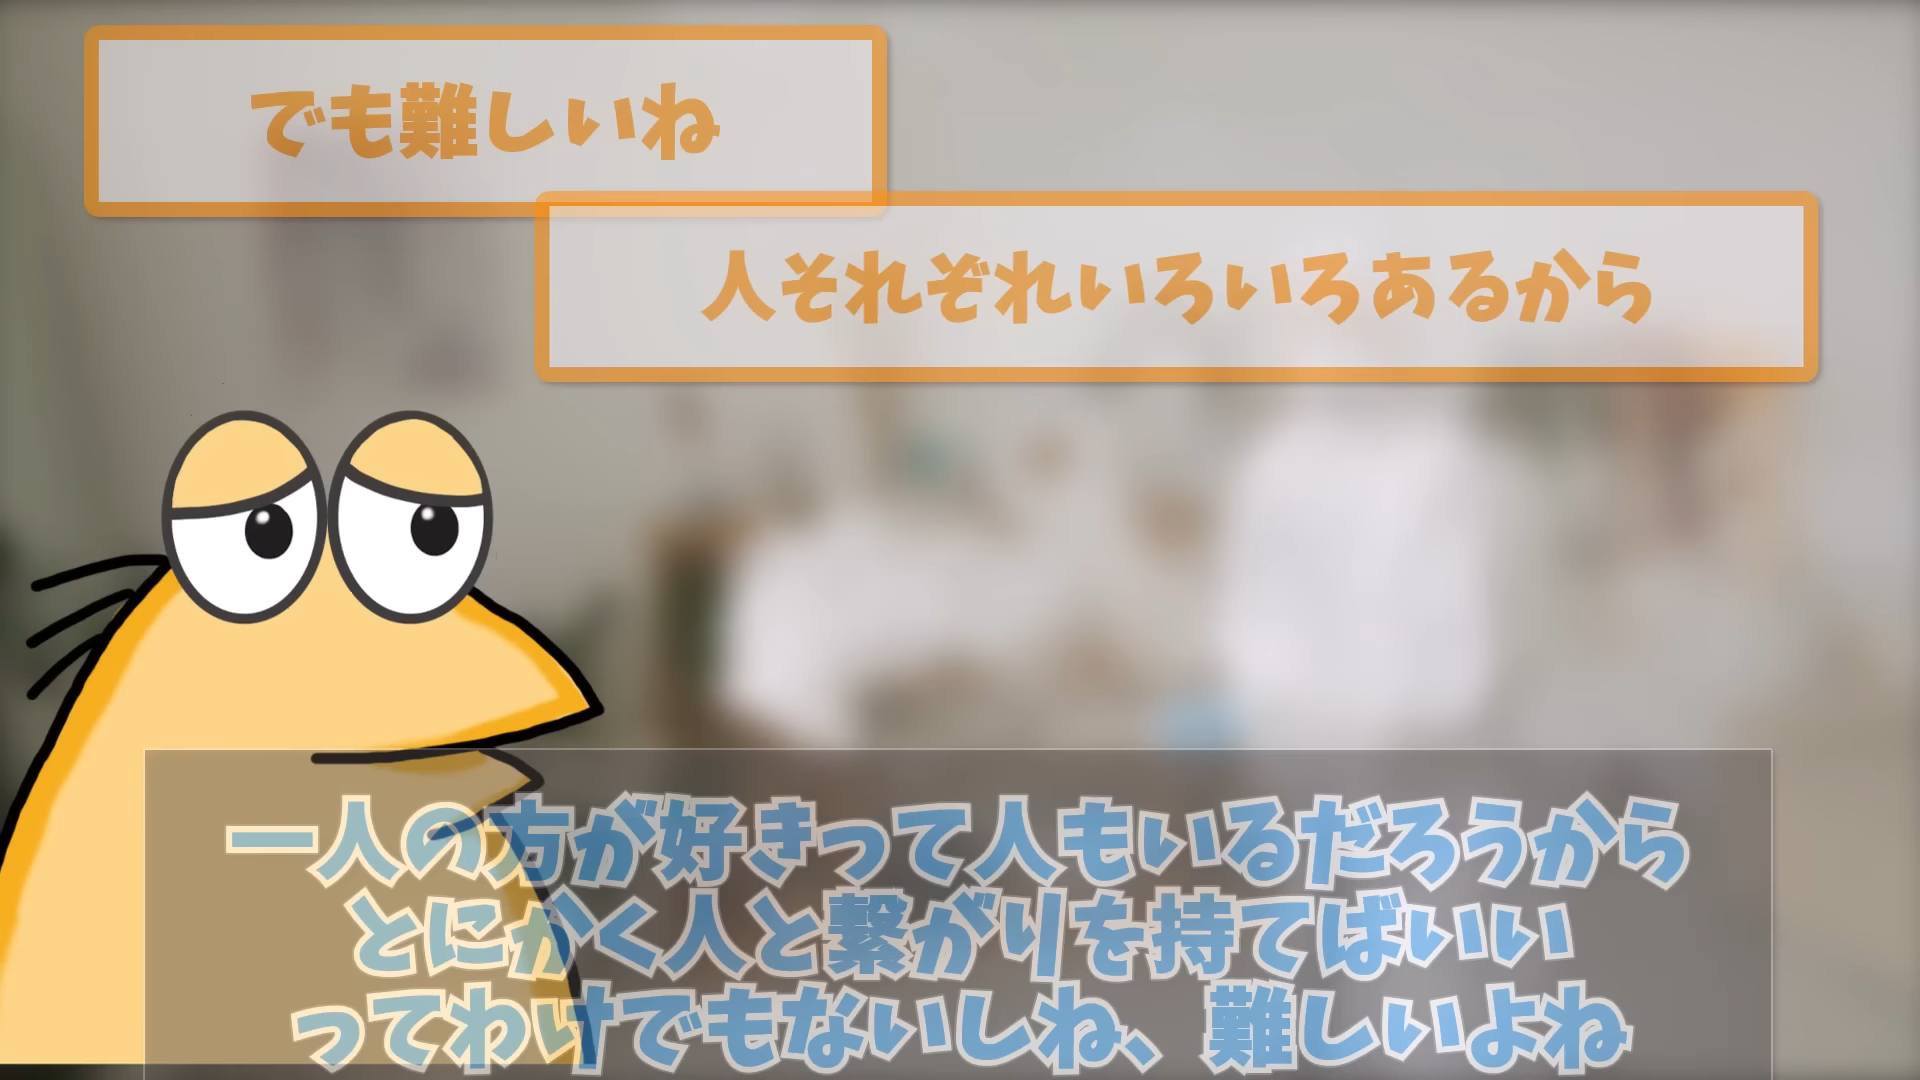 でも難しいね
人それぞれいろいろあるから
一人の方が好きって人もいるだろうから
とにかく人と繋がりを持てばいい
ってわけでもないしね、難しいよね